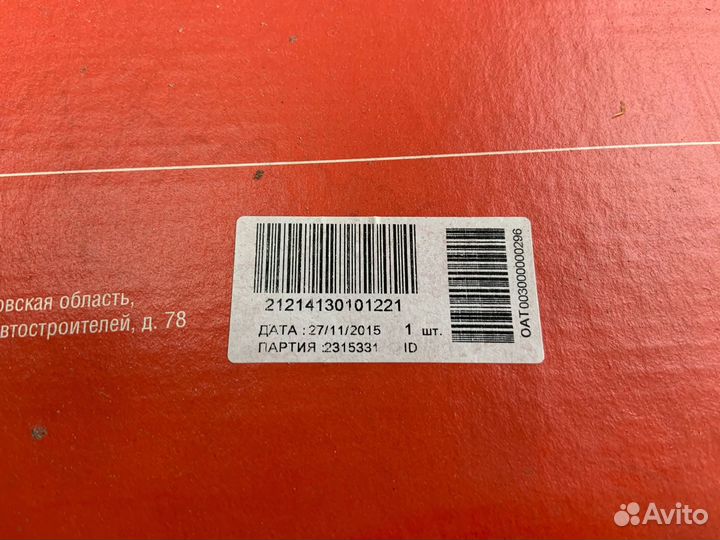 овская область,
втостроителей, д. 78
21214130101221
ДАТА : 27/11/2015 1 шт.
ПАРТИЯ :2315331 ID
OAT003000000296
Avito